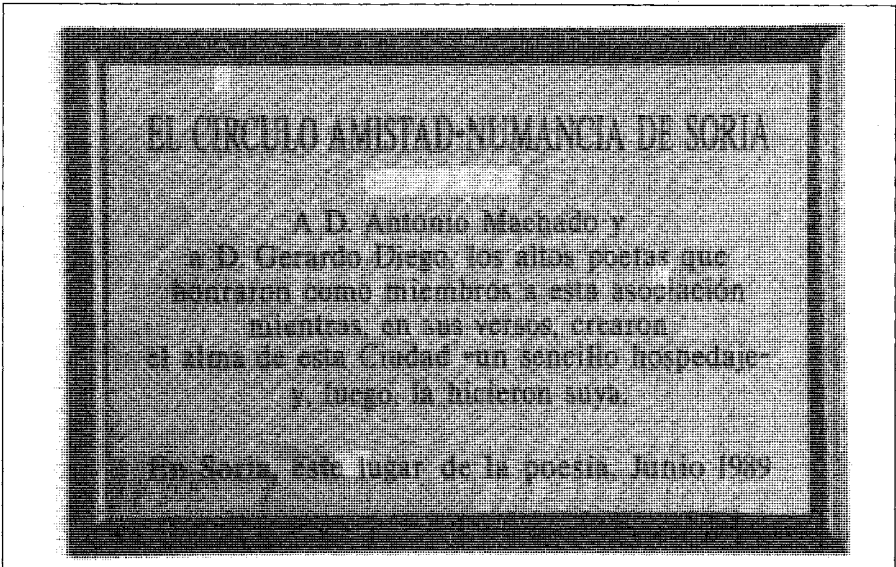 EL CIRCULO AMISTAD-NUMANCIA DE SORIA
A D. Antonio Machado y
a D. Gerardo Diego, los altos poetas que
honraron como miembros a esta asociación
mientras, en sus versos, crearon
el alma de esta Ciudad -un sencillo hospedaje-
y, luego, la hicieron suya.
En Soria, este lugar de la poesía. Junio 1989